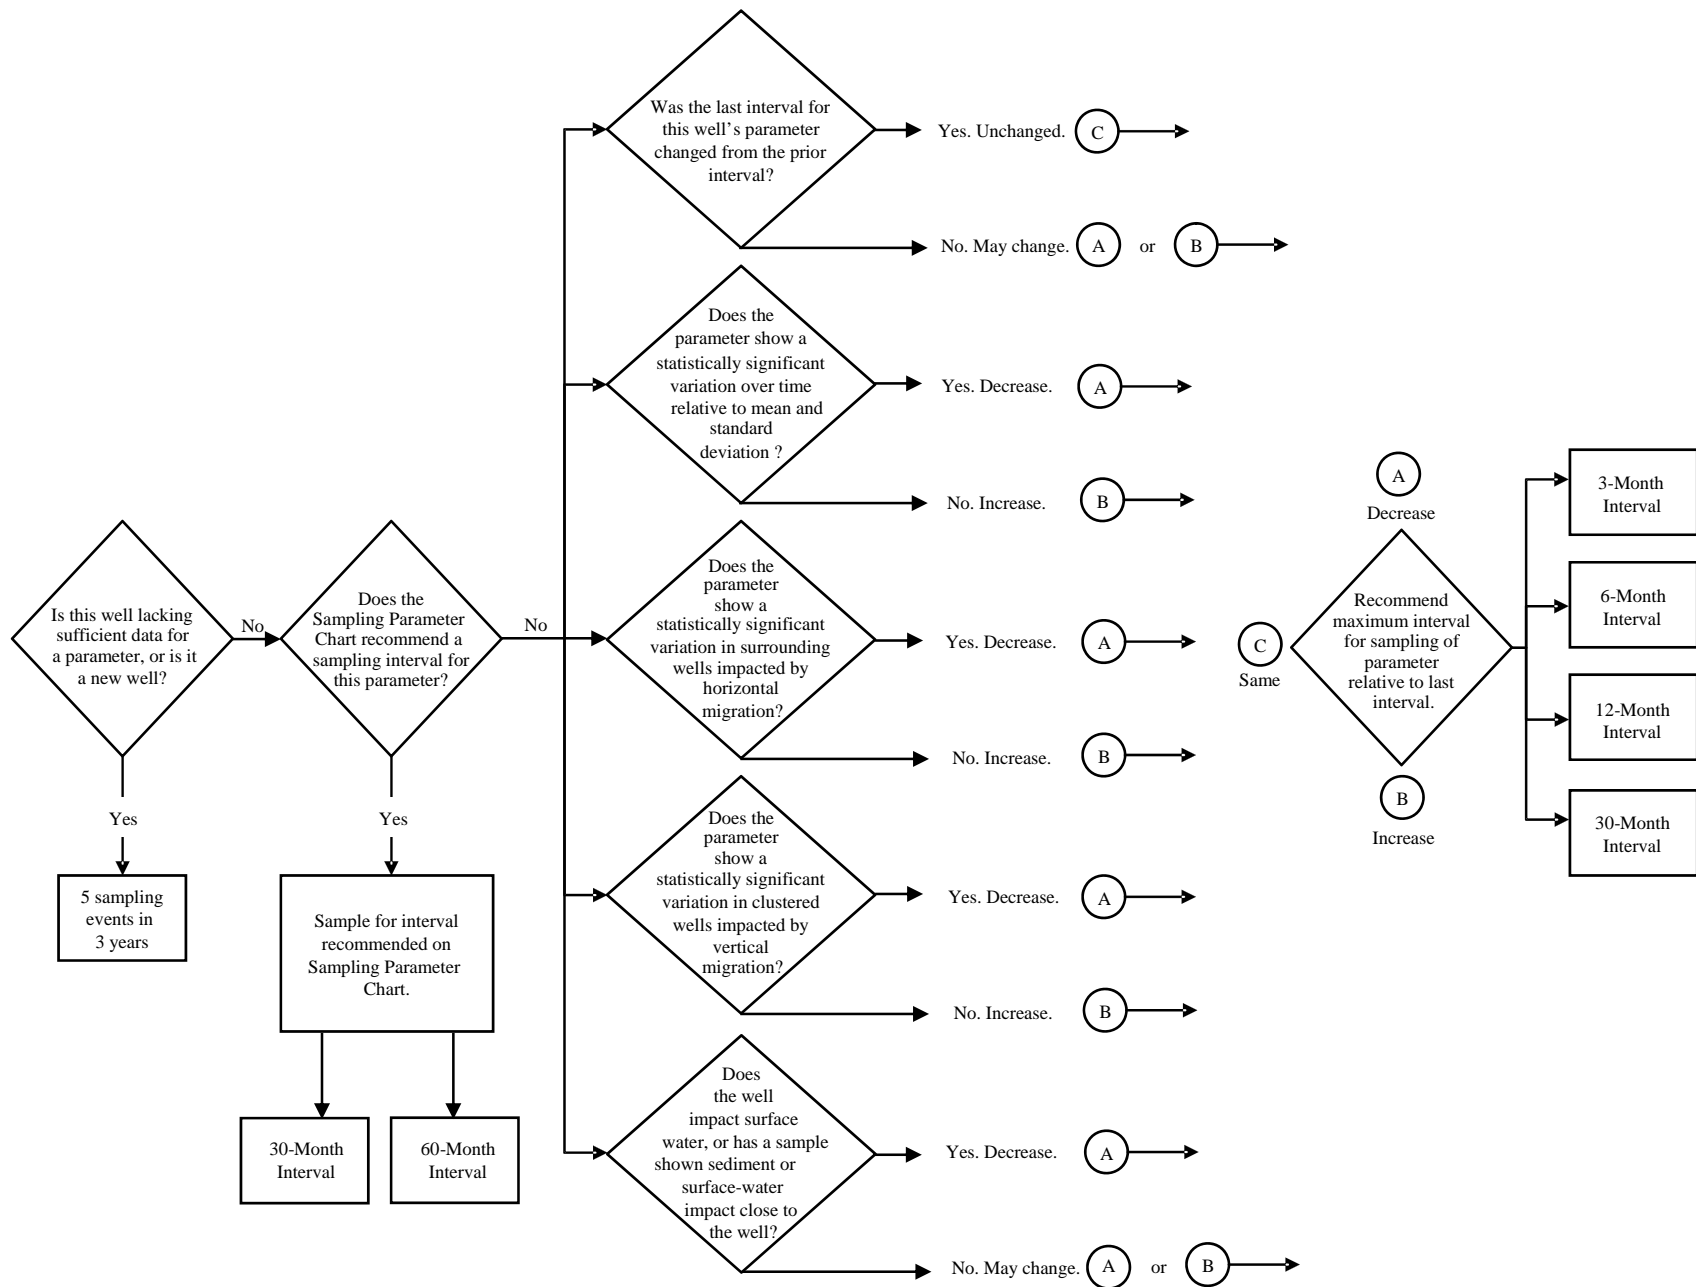 Is this well lacking
sufficient data for
a parameter, or is it
a new well?
No
Yes
5 sampling
events in
3 years
Does the
Sampling Parameter
Chart recommend a
sampling interval for
this parameter?
No
Yes
Sample for interval
recommended on
Sampling Parameter
Chart.
30-Month
Interval
60-Month
Interval
Was the last interval for
this well’s parameter
changed from the prior
interval?
Yes. Unchanged. C
No. May change. A or B
Does the
parameter show a
statistically significant
variation over time
relative to mean and
standard
deviation ?
Yes. Decrease. A
No. Increase. B
Does the
parameter
show a
statistically significant
variation in surrounding
wells impacted by
horizontal
migration?
Yes. Decrease. A
No. Increase. B
Does the
parameter
show a
statistically significant
variation in clustered
wells impacted by
vertical
migration?
Yes. Decrease. A
No. Increase. B
Does
the well
impact surface
water, or has a sample
shown sediment or
surface-water
impact close to
the well?
Yes. Decrease. A
No. May change. A or B
A
Decrease
C
Same
Recommend
maximum interval
for sampling of
parameter
relative to last
interval.
B
Increase
3-Month
Interval
6-Month
Interval
12-Month
Interval
30-Month
Interval